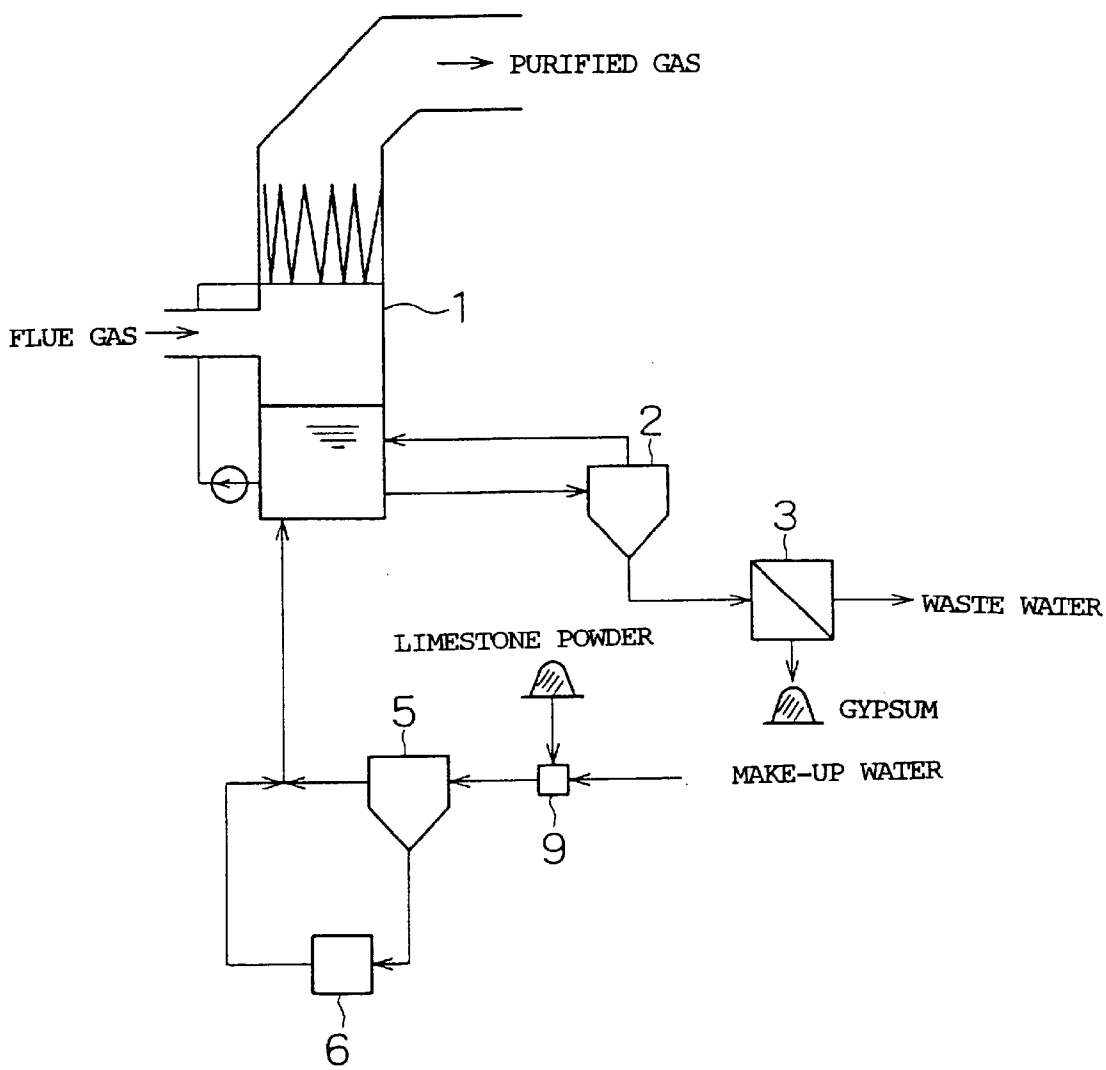 PURIFIED GAS
1
FLUE GAS
2
3
WASTE WATER
LIMESTONE POWDER
GYPSUM
5
MAKE-UP WATER
9
6